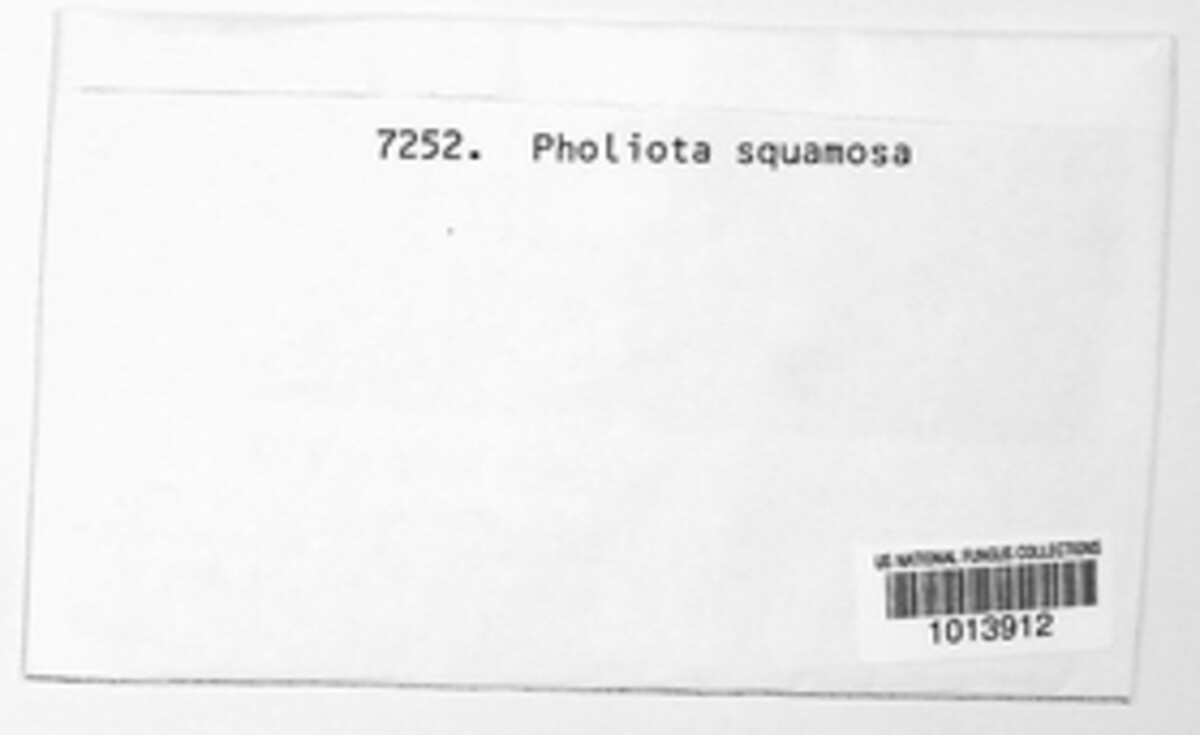 7252. Pholiota squamosa
US NATIONAL FUNGUS COLLECTIONS
1013912